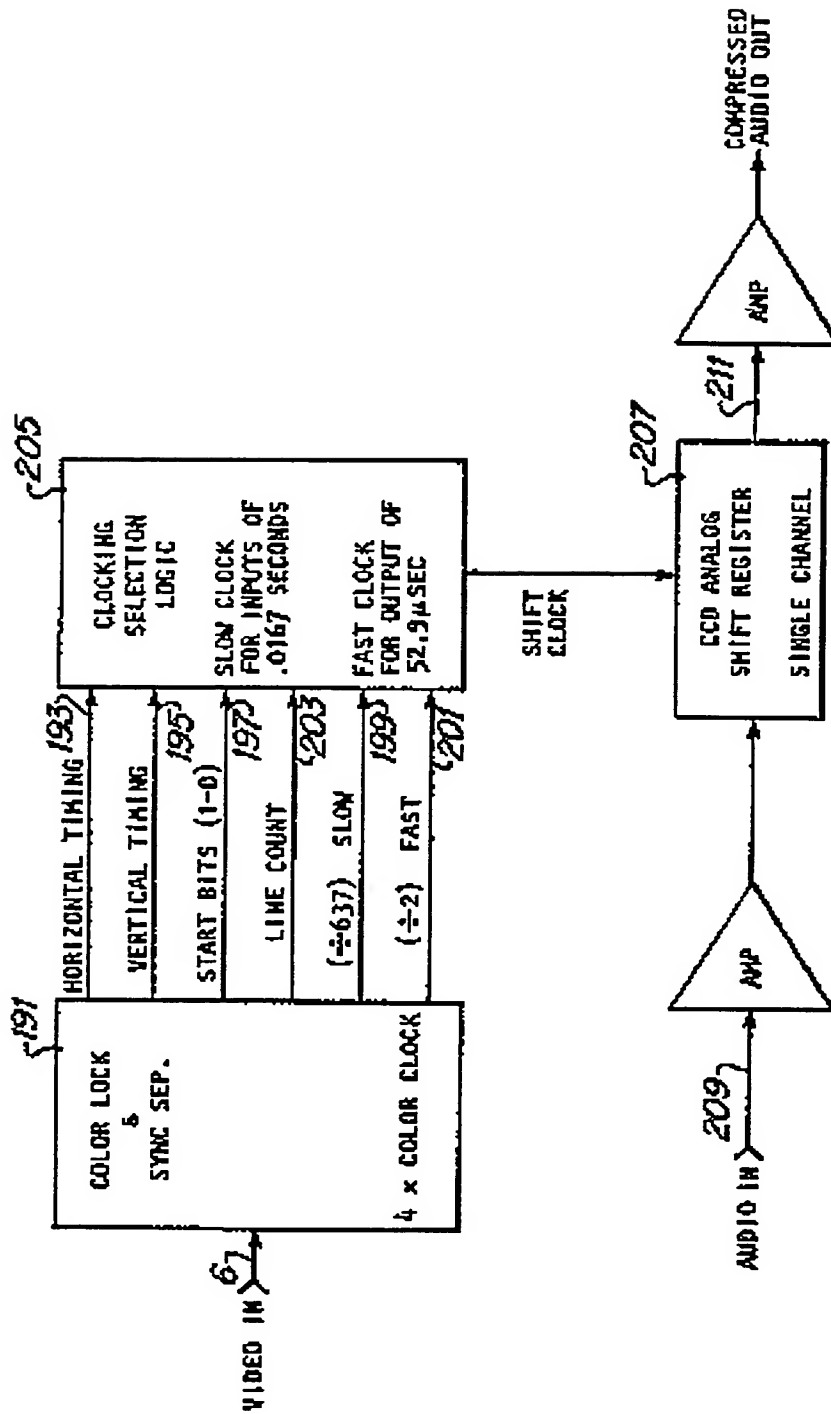 VIDEO IN
6
191
COLOR LOCK
&
SYNC SEP.
4 x COLOR CLOCK
HORIZONTAL TIMING
193
VERTICAL TIMING
195
START BITS (1-0)
197
LINE COUNT
203
(÷637) SLOW
199
(÷2) FAST
201
205
CLOCKING
SELECTION
LOGIC
SLOW CLOCK
FOR INPUTS OF
.0167 SECONDS
FAST CLOCK
FOR OUTPUT OF
52.9µSEC
SHIFT
CLOCK
AUDIO IN
209
AMP
207
CCD ANALOG
SHIFT REGISTER
SINGLE CHANNEL
211
AMP
COMPRESSED
AUDIO OUT